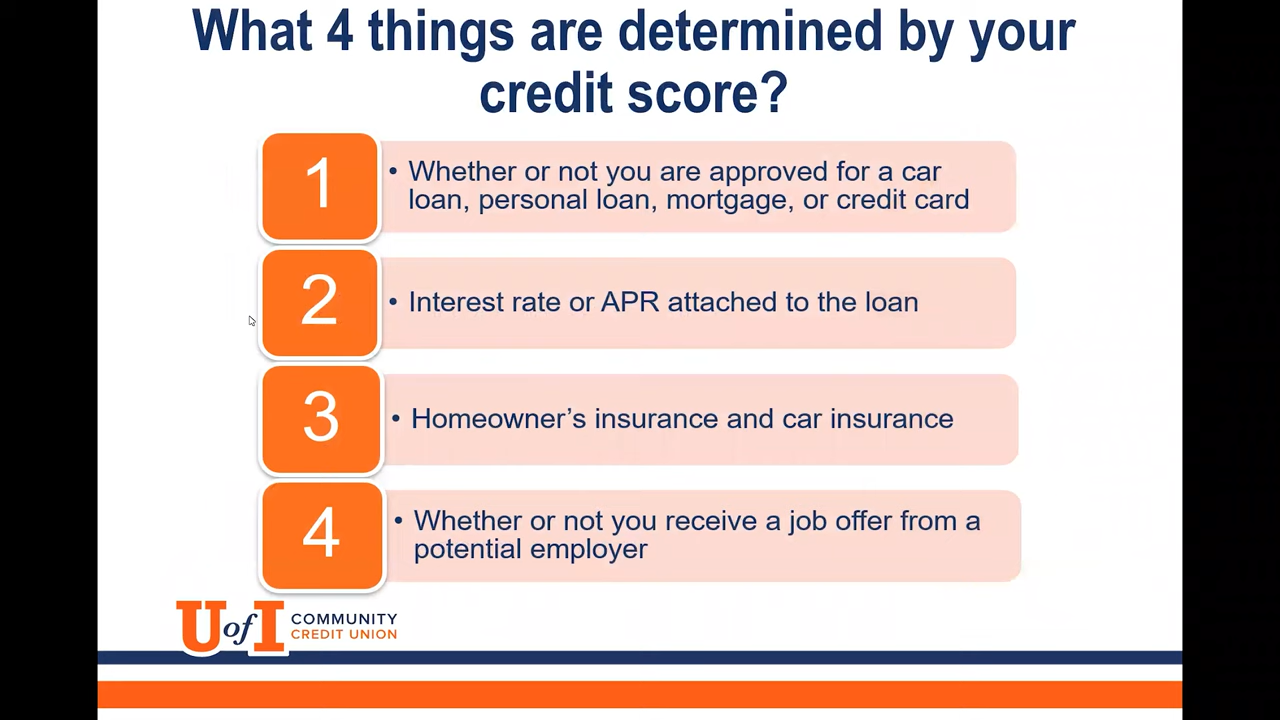 What 4 things are determined by your
credit score?
1
• Whether or not you are approved for a car
loan, personal loan, mortgage, or credit card
2
• Interest rate or APR attached to the loan
3
• Homeowner’s insurance and car insurance
4
• Whether or not you receive a job offer from a
potential employer
U of I COMMUNITY
CREDIT UNION